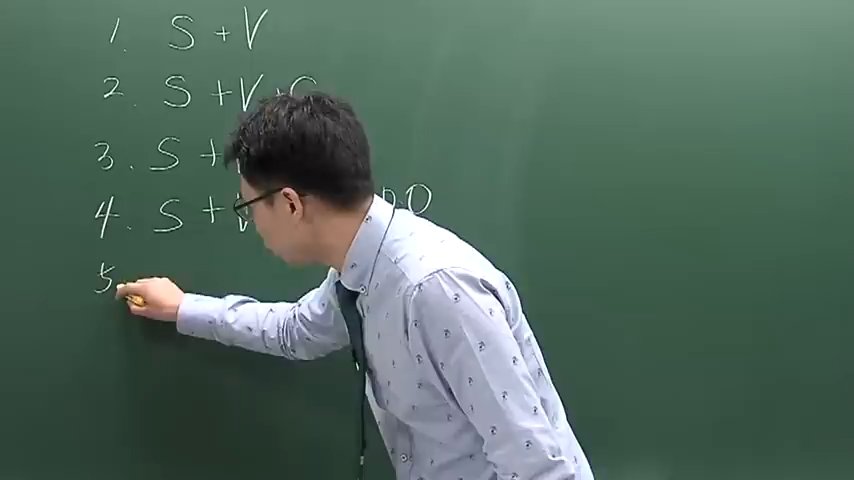 1. S + V
2. S + V + C
3. S +
4. S + V DO
5